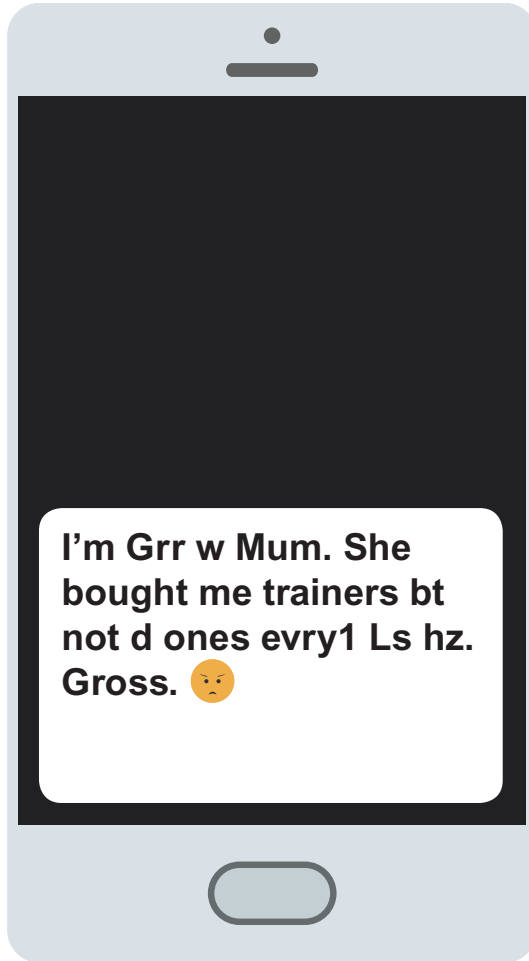 I’m Grr w Mum. She
bought me trainers bt
not d ones evry1 Ls hz.
Gross. 😠